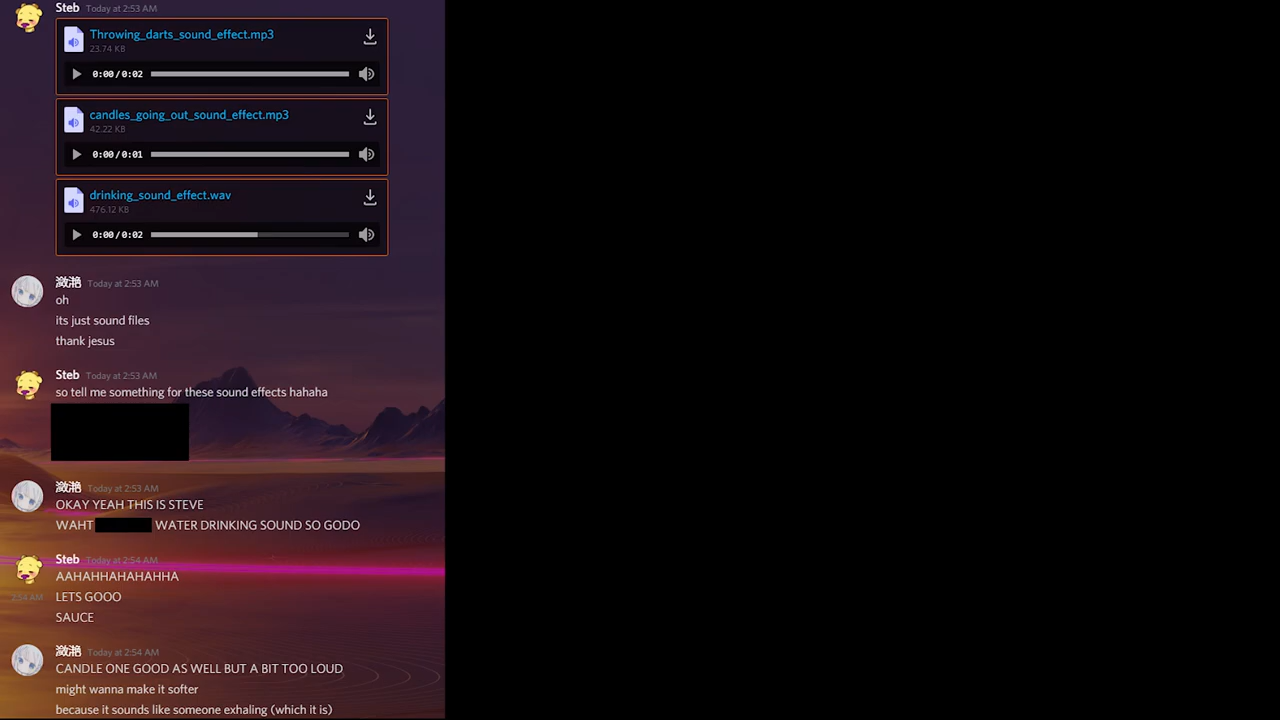 Steb Today at 2:53 AM
Throwing_darts_sound_effect.mp3
23.74 KB
0:00/0:02
candles_going_out_sound_effect.mp3
42.22 KB
0:00/0:01
drinking_sound_effect.wav
476.12 KB
0:00/0:02
潋滟 Today at 2:53 AM
oh
its just sound files
thank jesus
Steb Today at 2:53 AM
so tell me something for these sound effects hahaha
潋滟 Today at 2:53 AM
OKAY YEAH THIS IS STEVE
WAHT WATER DRINKING SOUND SO GODO
Steb Today at 2:54 AM
AAHAHHAHAHAHHA
2:54 AM LETS GOOO
SAUCE
潋滟 Today at 2:54 AM
CANDLE ONE GOOD AS WELL BUT A BIT TOO LOUD
might wanna make it softer
because it sounds like someone exhaling (which it is)